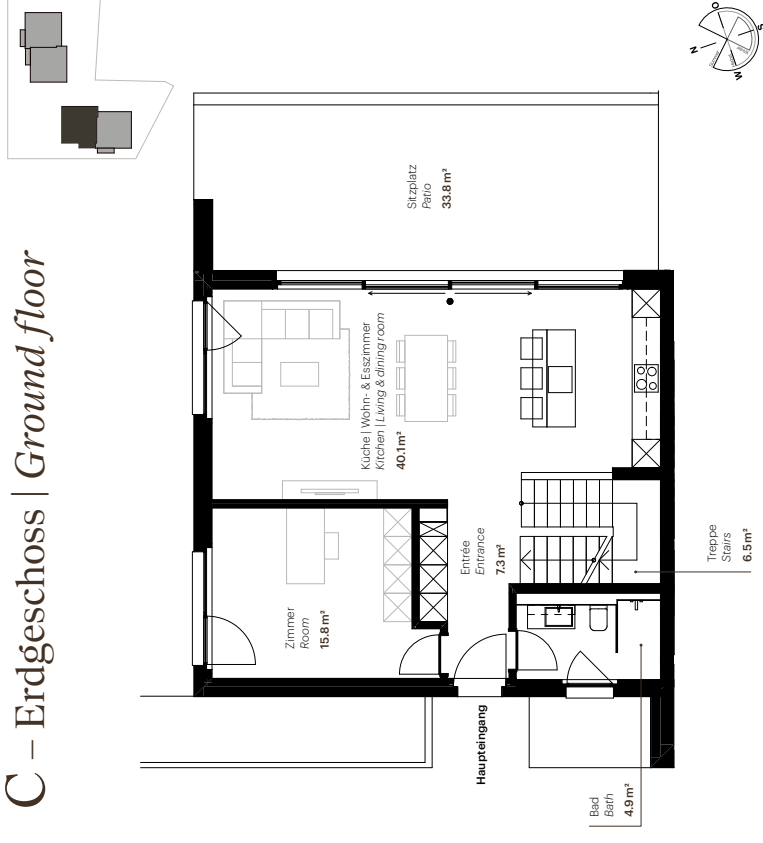 C – Erdgeschoss | Ground floor
Sitzplatz
Patio
33.8 m²
Küche | Wohn- & Esszimmer
Kitchen | Living & dining room
40.1 m²
Zimmer
Room
15.8 m²
Entrée
Entrance
7.3 m²
Treppe
Stairs
6.5 m²
Haupteingang
Bad
Bath
4.9 m²
N
O
S
W